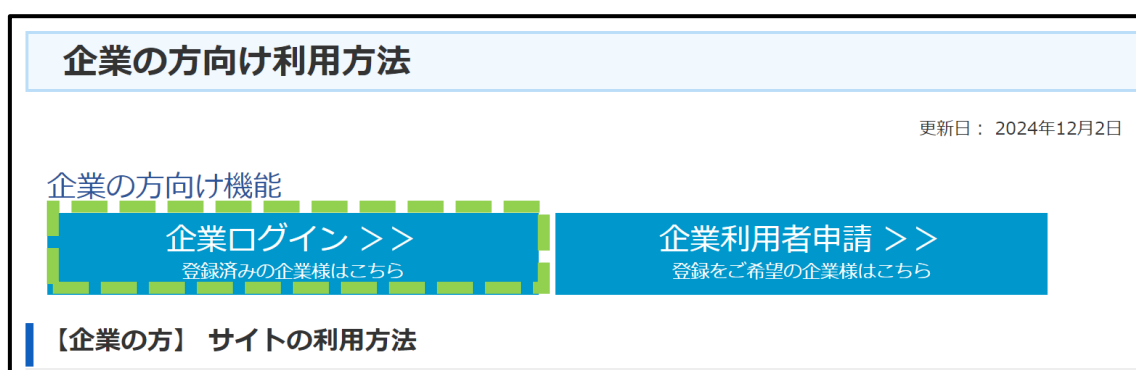 企業の方向け利用方法
更新日： 2024年12月2日
企業の方向け機能
企業ログイン >>
登録済みの企業様はこちら
企業利用者申請 >>
登録をご希望の企業様はこちら
【企業の方】 サイトの利用方法